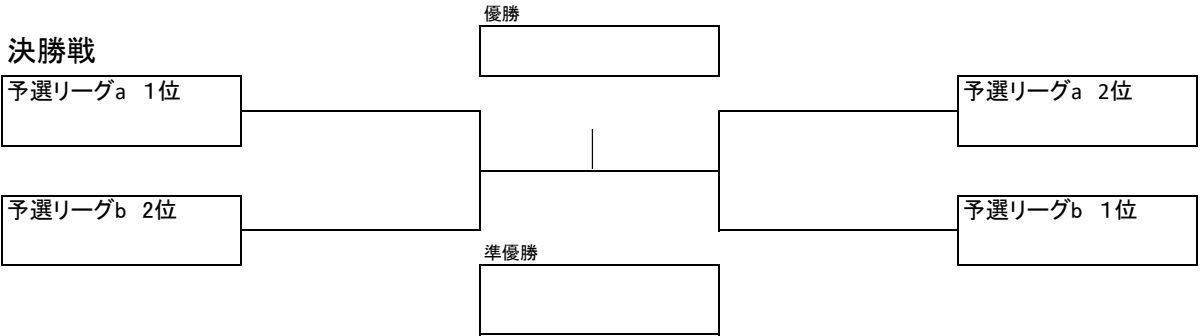 優勝
決勝戦
予選リーグa　１位
予選リーグa　2位
予選リーグb　2位
予選リーグb　１位
準優勝